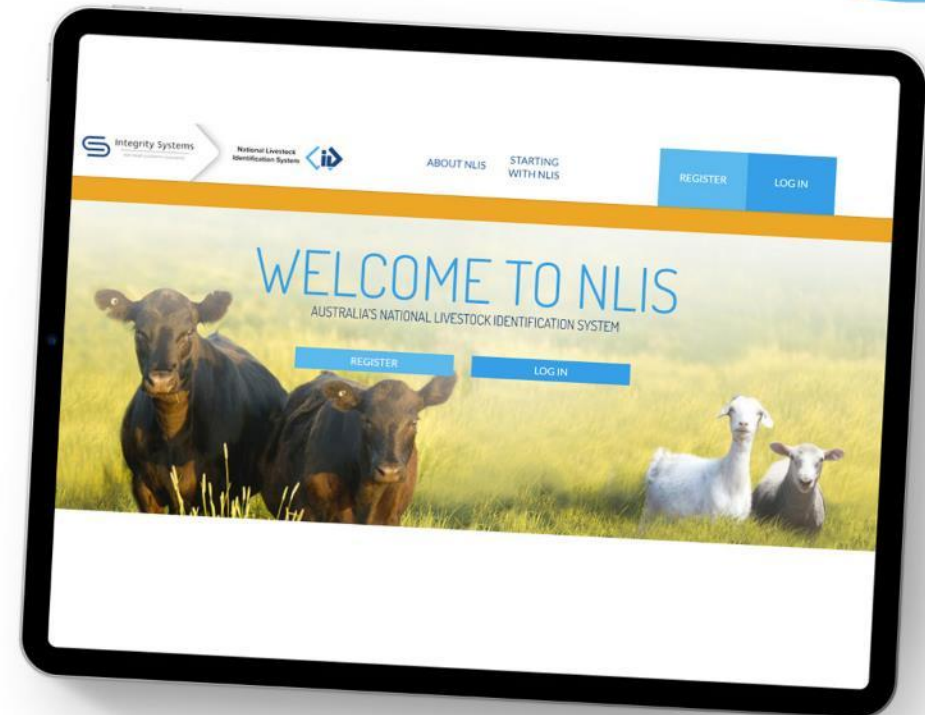 Integrity Systems
National Livestock
Identification System
ABOUT NLIS
STARTING
WITH NLIS
REGISTER
LOG IN
WELCOME TO NLIS
AUSTRALIA'S NATIONAL LIVESTOCK IDENTIFICATION SYSTEM
REGISTER
LOG IN